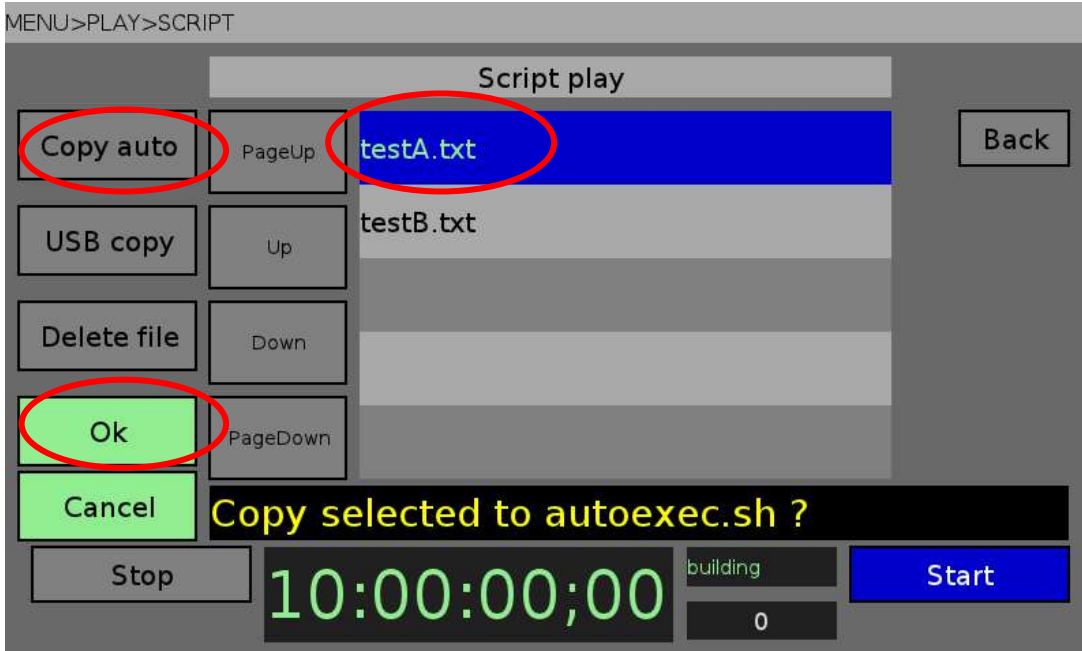 MENU>PLAY>SCRIPT
Script play
Copy auto
PageUp
testA.txt
Back
USB copy
Up
testB.txt
Delete file
Down
Ok
PageDown
Cancel
Copy selected to autoexec.sh ?
Stop
10:00:00;00
building
0
Start